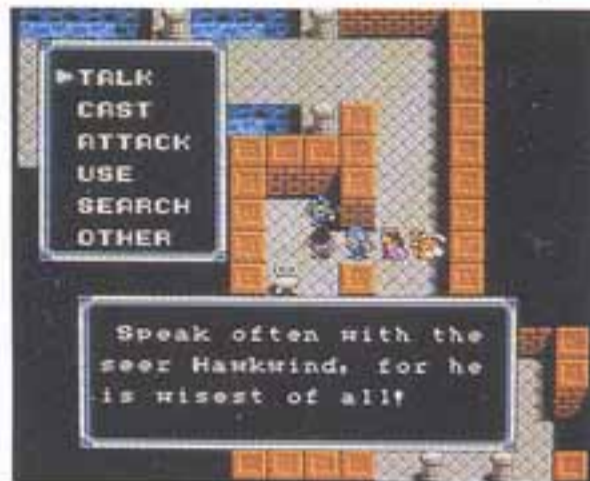 TALK
CAST
ATTACK
USE
SEARCH
OTHER
Speak often with the
seer Hawkwind, for he
is wisest of all!